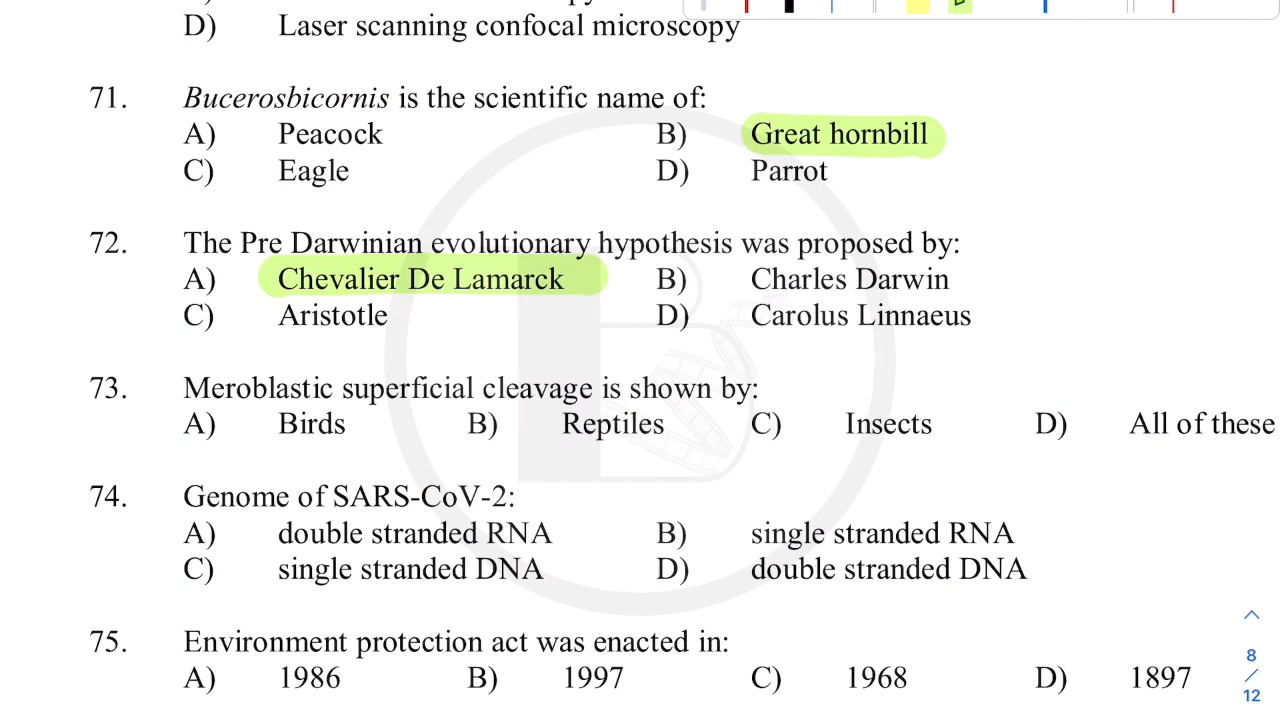 D) Laser scanning confocal microscopy
71. Bucerosbicornis is the scientific name of:
A) Peacock B) Great hornbill
C) Eagle D) Parrot
72. The Pre Darwinian evolutionary hypothesis was proposed by:
A) Chevalier De Lamarck B) Charles Darwin
C) Aristotle D) Carolus Linnaeus
73. Meroblastic superficial cleavage is shown by:
A) Birds B) Reptiles C) Insects D) All of these
74. Genome of SARS-CoV-2:
A) double stranded RNA B) single stranded RNA
C) single stranded DNA D) double stranded DNA
75. Environment protection act was enacted in:
A) 1986 B) 1997 C) 1968 D) 1897
8
/
12